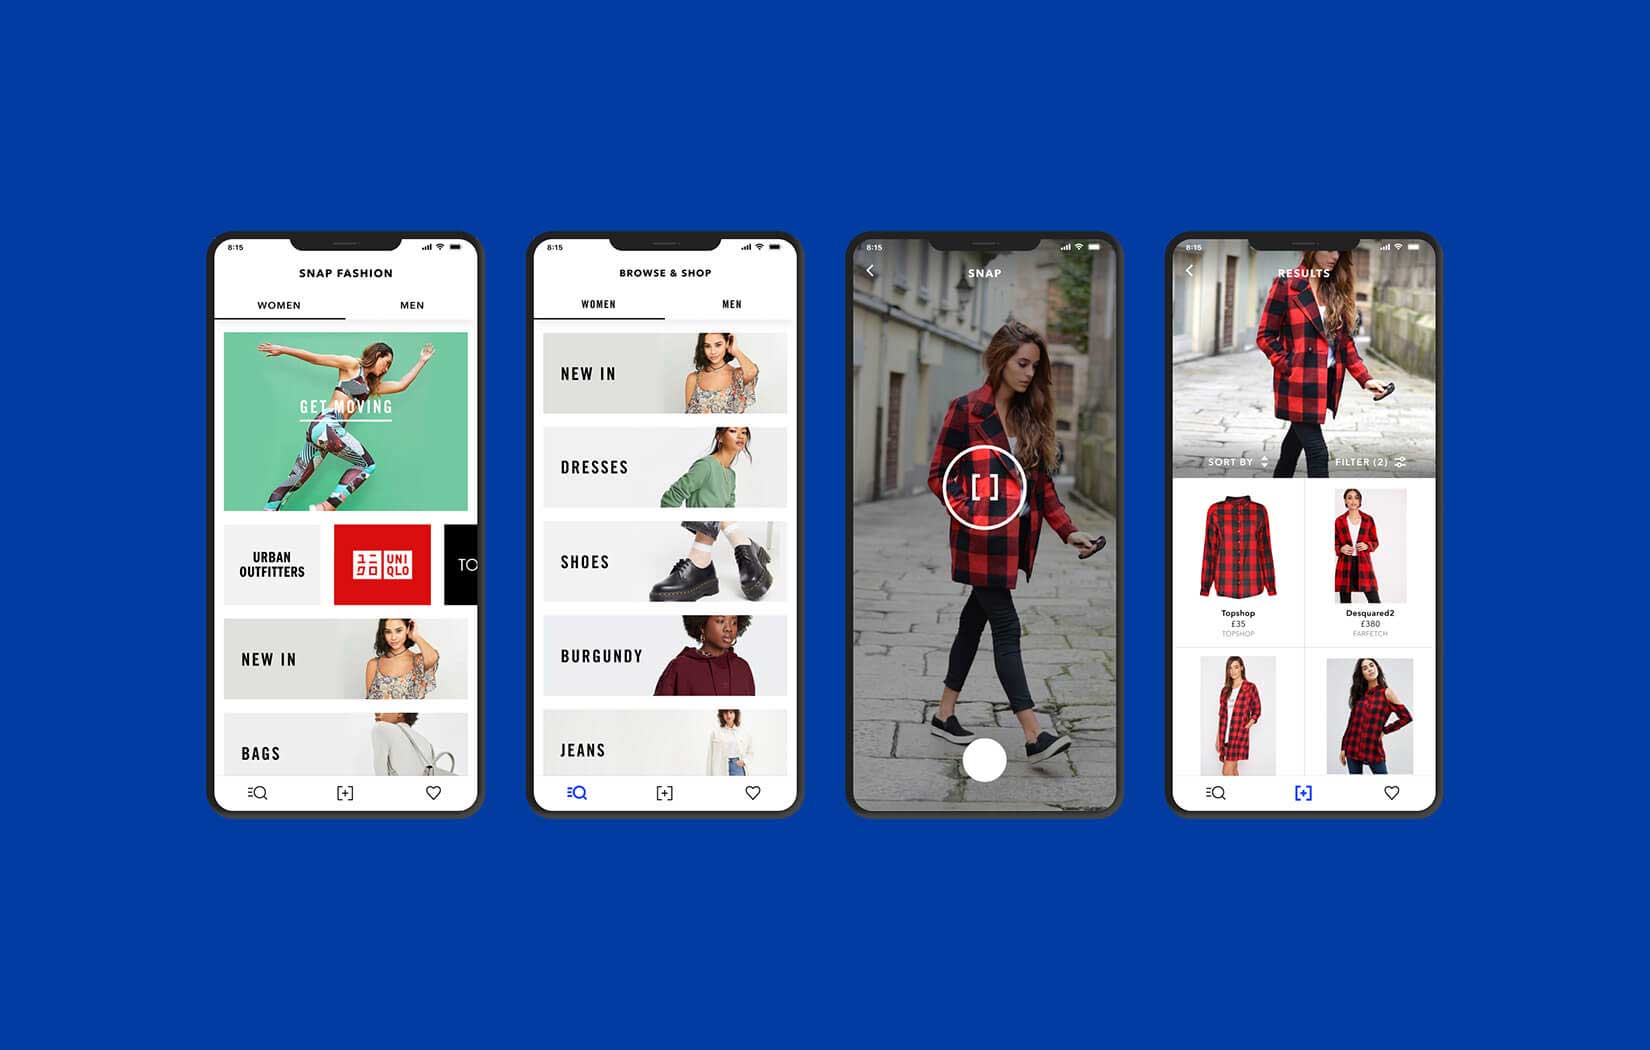 8:15
SNAP FASHION
WOMEN MEN
GET MOVING
URBAN
OUTFITTERS
ユニ
クロ
UNI
QLO
TO
NEW IN
BAGS
8:15
BROWSE & SHOP
WOMEN MEN
NEW IN
DRESSES
SHOES
BURGUNDY
JEANS
8:15
SNAP
8:15
RESULTS
SORT BY FILTER (2)
Topshop
£35
TOPSHOP
Desquared2
£380
FARFETCH